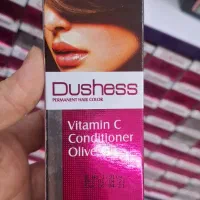 Dushess
PERMANENT HAIR COLOR
Vitamin C
Conditioner
Olive